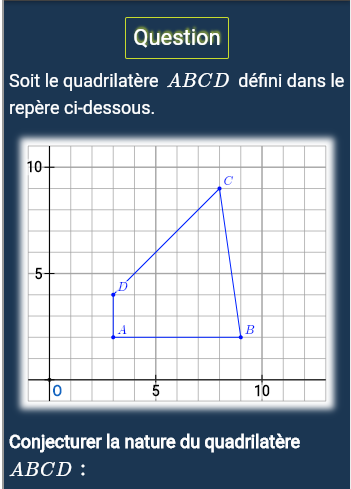 Question
Soit le quadrilatère ABCD défini dans le
repère ci-dessous.
10
C
5
D
A
B
O
5
10
Conjecturer la nature du quadrilatère
ABCD :